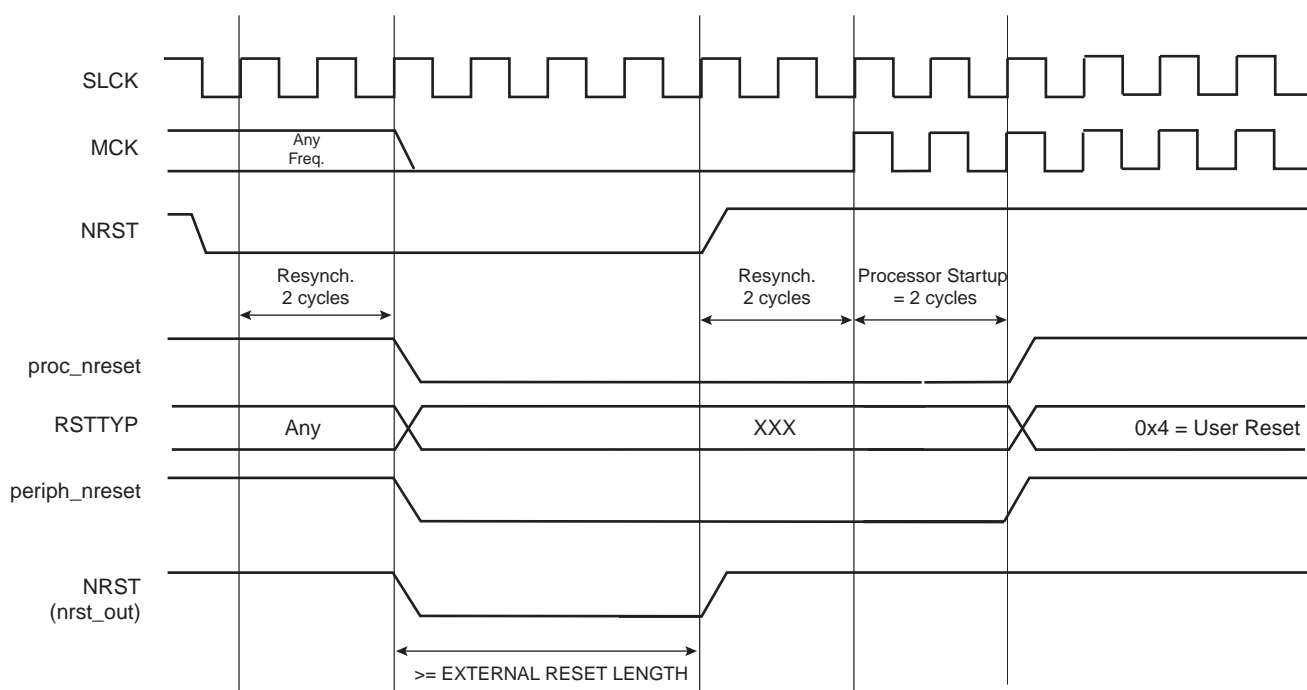 SLCK
MCK
Any
Freq.
NRST
Resynch.
2 cycles
Resynch.
2 cycles
Processor Startup
= 2 cycles
proc_nreset
RSTTYP
Any
XXX
0x4 = User Reset
periph_nreset
NRST
(nrst_out)
>= EXTERNAL RESET LENGTH